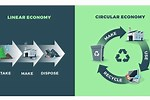 LINEAR ECONOMY
CIRCULAR ECONOMY
TAKE
MAKE
DISPOSE
MAKE
USE
RECYCLE